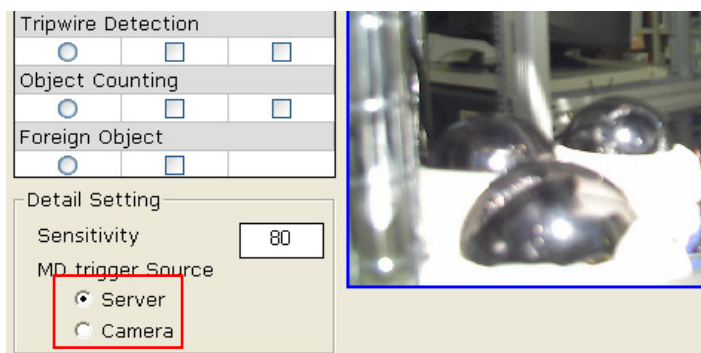 Tripwire Detection
Object Counting
Foreign Object
Detail Setting
Sensitivity 80
MD trigger Source
Server
Camera